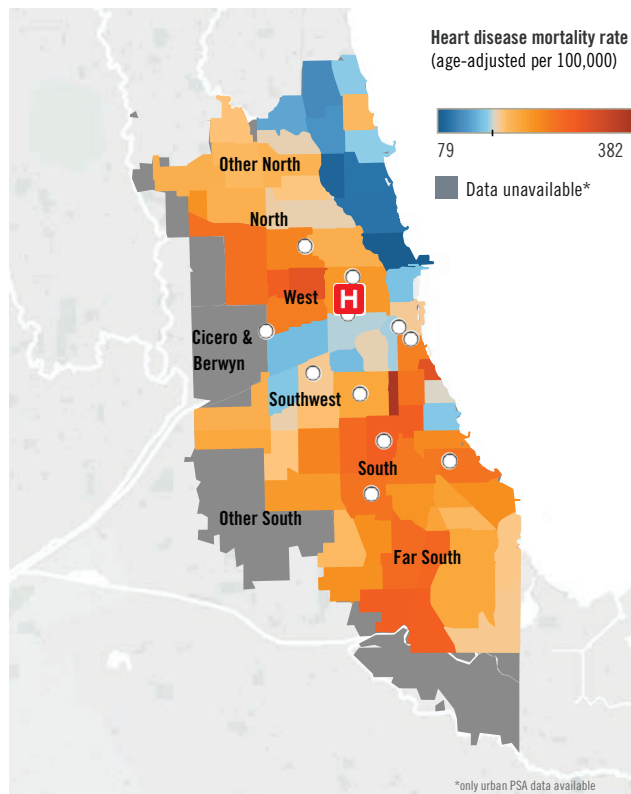 Heart disease mortality rate
(age-adjusted per 100,000)
79 382
Data unavailable*
Other North
North
West
H
Cicero &
Berwyn
Southwest
South
Other South
Far South
*only urban PSA data available